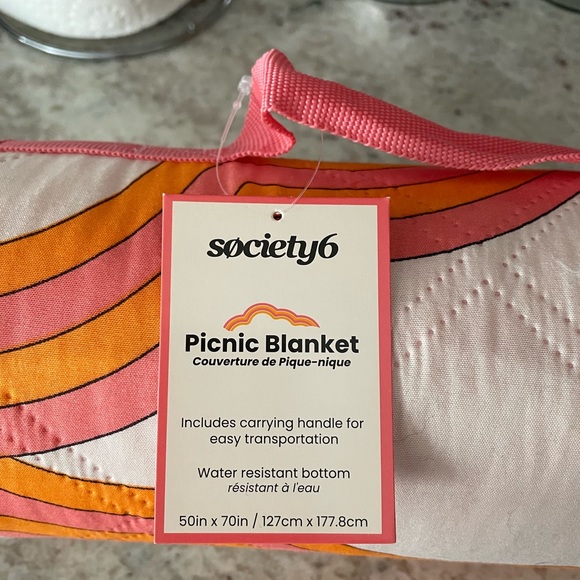 society6
Picnic Blanket
Couverture de Pique-nique
Includes carrying handle for
easy transportation
Water resistant bottom
résistant à l'eau
50in x 70in / 127cm x 177.8cm